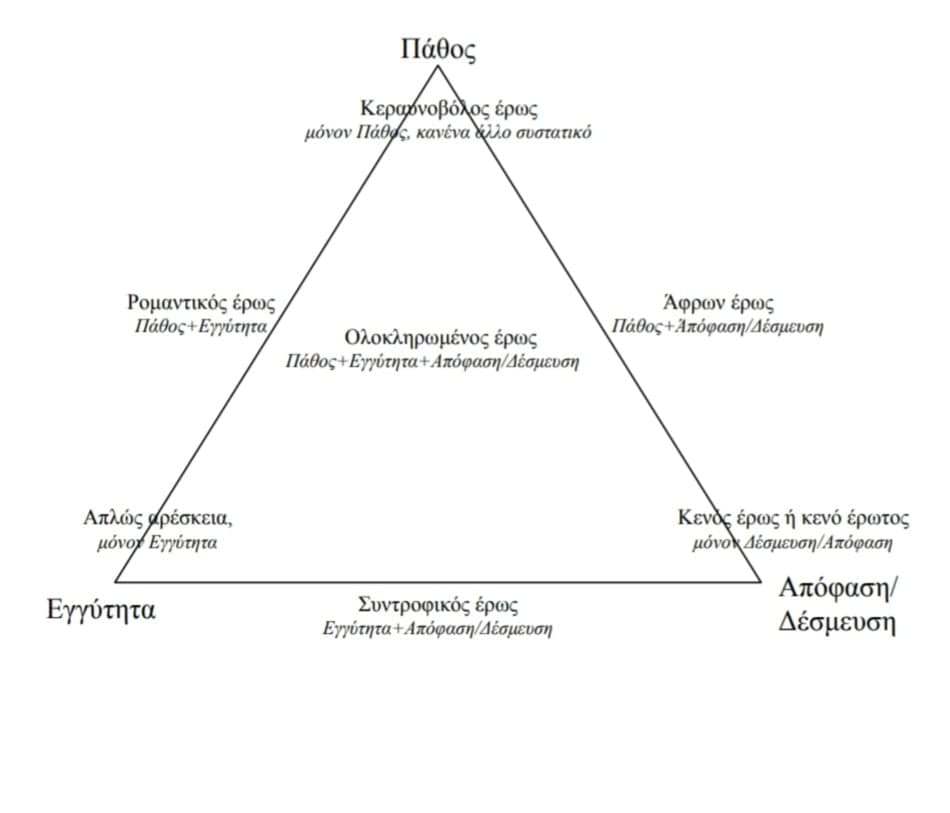 Πάθος
Κεραυνοβόλος έρως
μόνον Πάθος, κανένα άλλο συστατικό
Ρομαντικός έρως
Πάθος+Εγγύτητα
Άφρων έρως
Πάθος+Απόφαση/Δέσμευση
Ολοκληρωμένος έρως
Πάθος+Εγγύτητα+Απόφαση/Δέσμευση
Απλώς αρέσκεια,
μόνον Εγγύτητα
Κενός έρως ή κενό έρωτος
μόνον Δέσμευση/Απόφαση
Εγγύτητα
Συντροφικός έρως
Εγγύτητα+Απόφαση/Δέσμευση
Απόφαση/
Δέσμευση